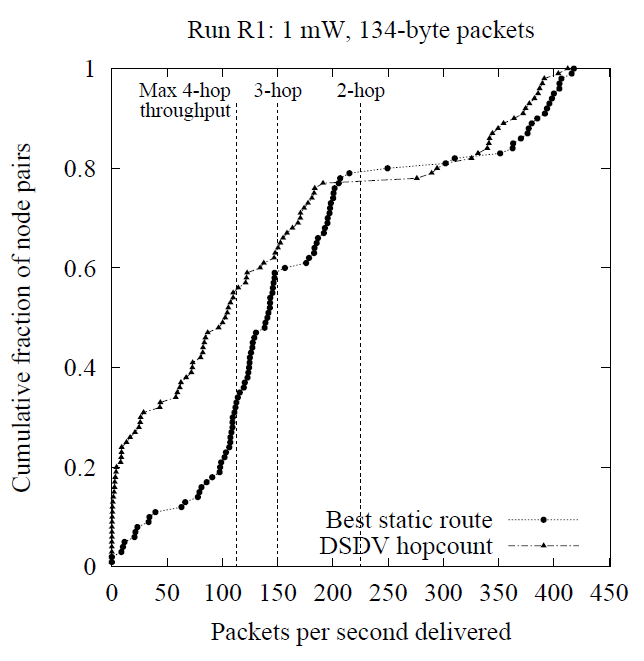 Run R1: 1 mW, 134-byte packets
Max 4-hop
throughput
3-hop
2-hop
Cumulative fraction of node pairs
1
0.8
0.6
0.4
0.2
0
Best static route
DSDV hopcount
0 50 100 150 200 250 300 350 400 450
Packets per second delivered